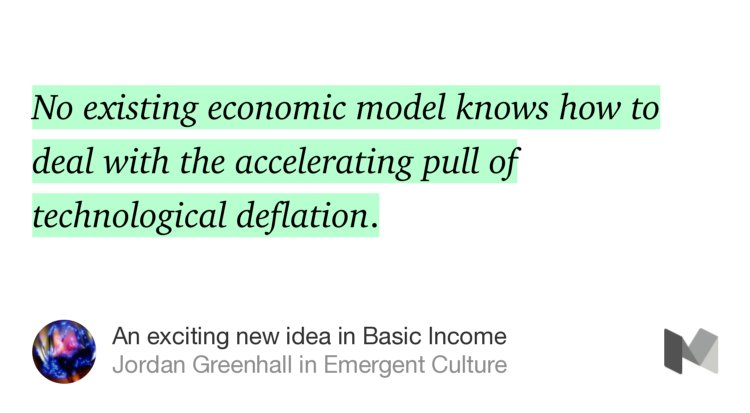 No existing economic model knows how to
deal with the accelerating pull of
technological deflation.
An exciting new idea in Basic Income
Jordan Greenhall in Emergent Culture